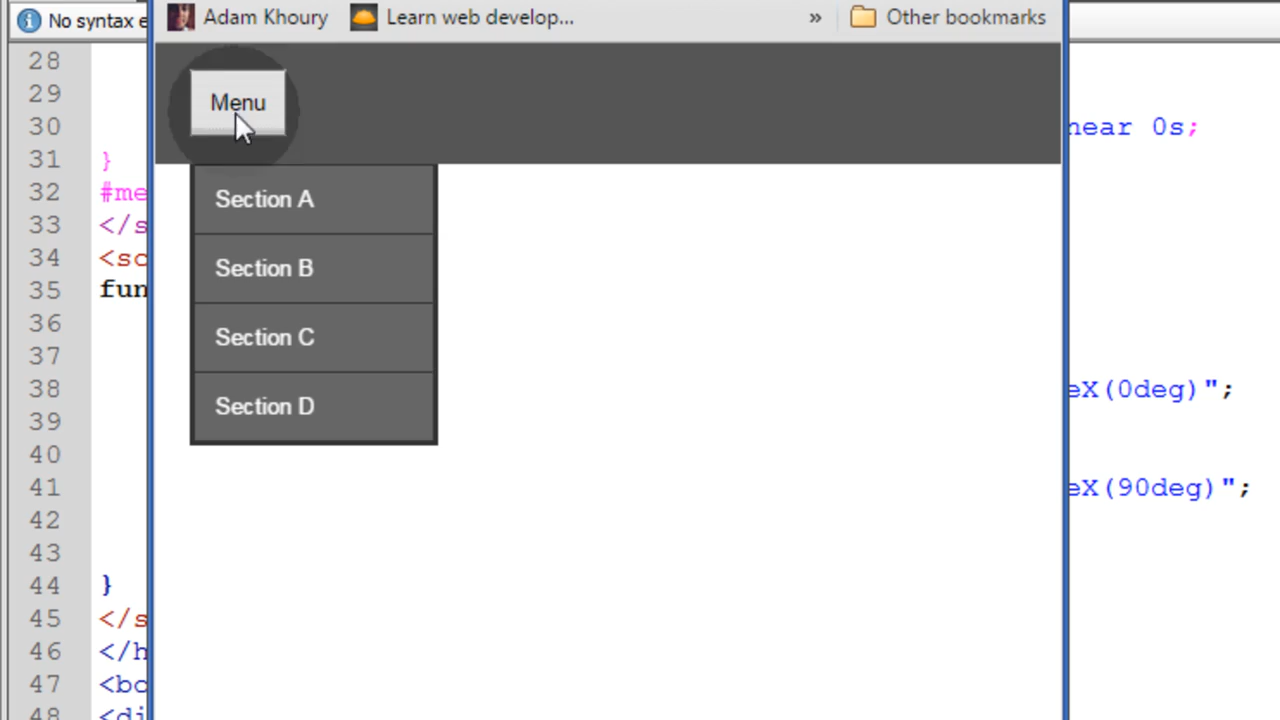 No syntax e
Adam Khoury
Learn web develop...
»
Other bookmarks
Menu
Section A
Section B
Section C
Section D
28
29
30 near 0s;
31 }
32 #me
33 </s
34 <sc
35 fun
36
37
38 eX(0deg)";
39
40
41 eX(90deg)";
42
43
44 }
45 </s
46 </h
47 <bo
48 <di